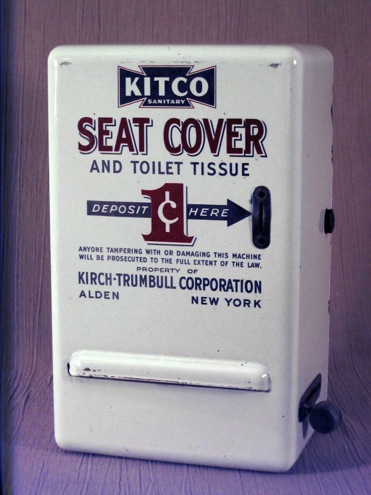 KITCO
SANITARY
SEAT COVER
AND TOILET TISSUE
DEPOSIT 1¢ HERE
ANYONE TAMPERING WITH OR DAMAGING THIS MACHINE
WILL BE PROSECUTED TO THE FULL EXTENT OF THE LAW.
PROPERTY OF
KIRCH-TRUMBULL CORPORATION
ALDEN NEW YORK